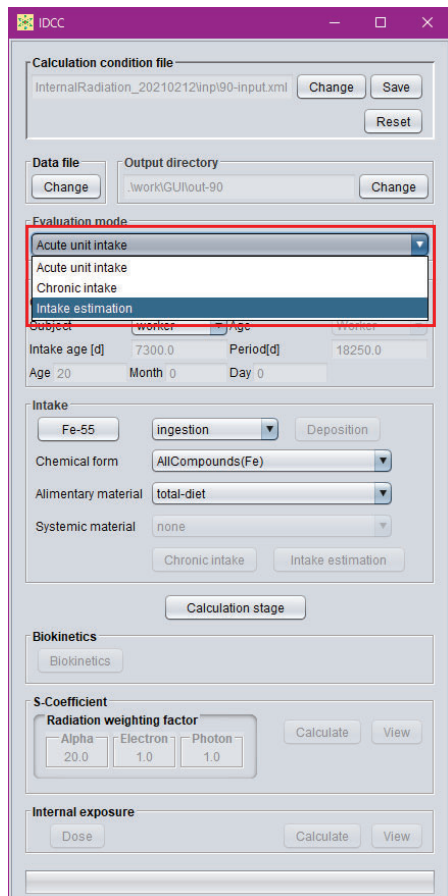 IDCC
Calculation condition file
InternalRadiation_20210212\inp\90-input.xml Change Save
Reset
Data file Output directory
Change .\work\GUI\out-90 Change
Evaluation mode
Acute unit intake
Acute unit intake
Chronic intake
Intake estimation
Subject worker Age Worker
Intake age [d] 7300.0 Period[d] 18250.0
Age 20 Month 0 Day 0
Intake
Fe-55 ingestion Deposition
Chemical form AllCompounds(Fe)
Alimentary material total-diet
Systemic material none
Chronic intake Intake estimation
Calculation stage
Biokinetics
Biokinetics
S-Coefficient
Radiation weighting factor
Alpha Electron Photon Calculate View
20.0 1.0 1.0
Internal exposure
Dose Calculate View